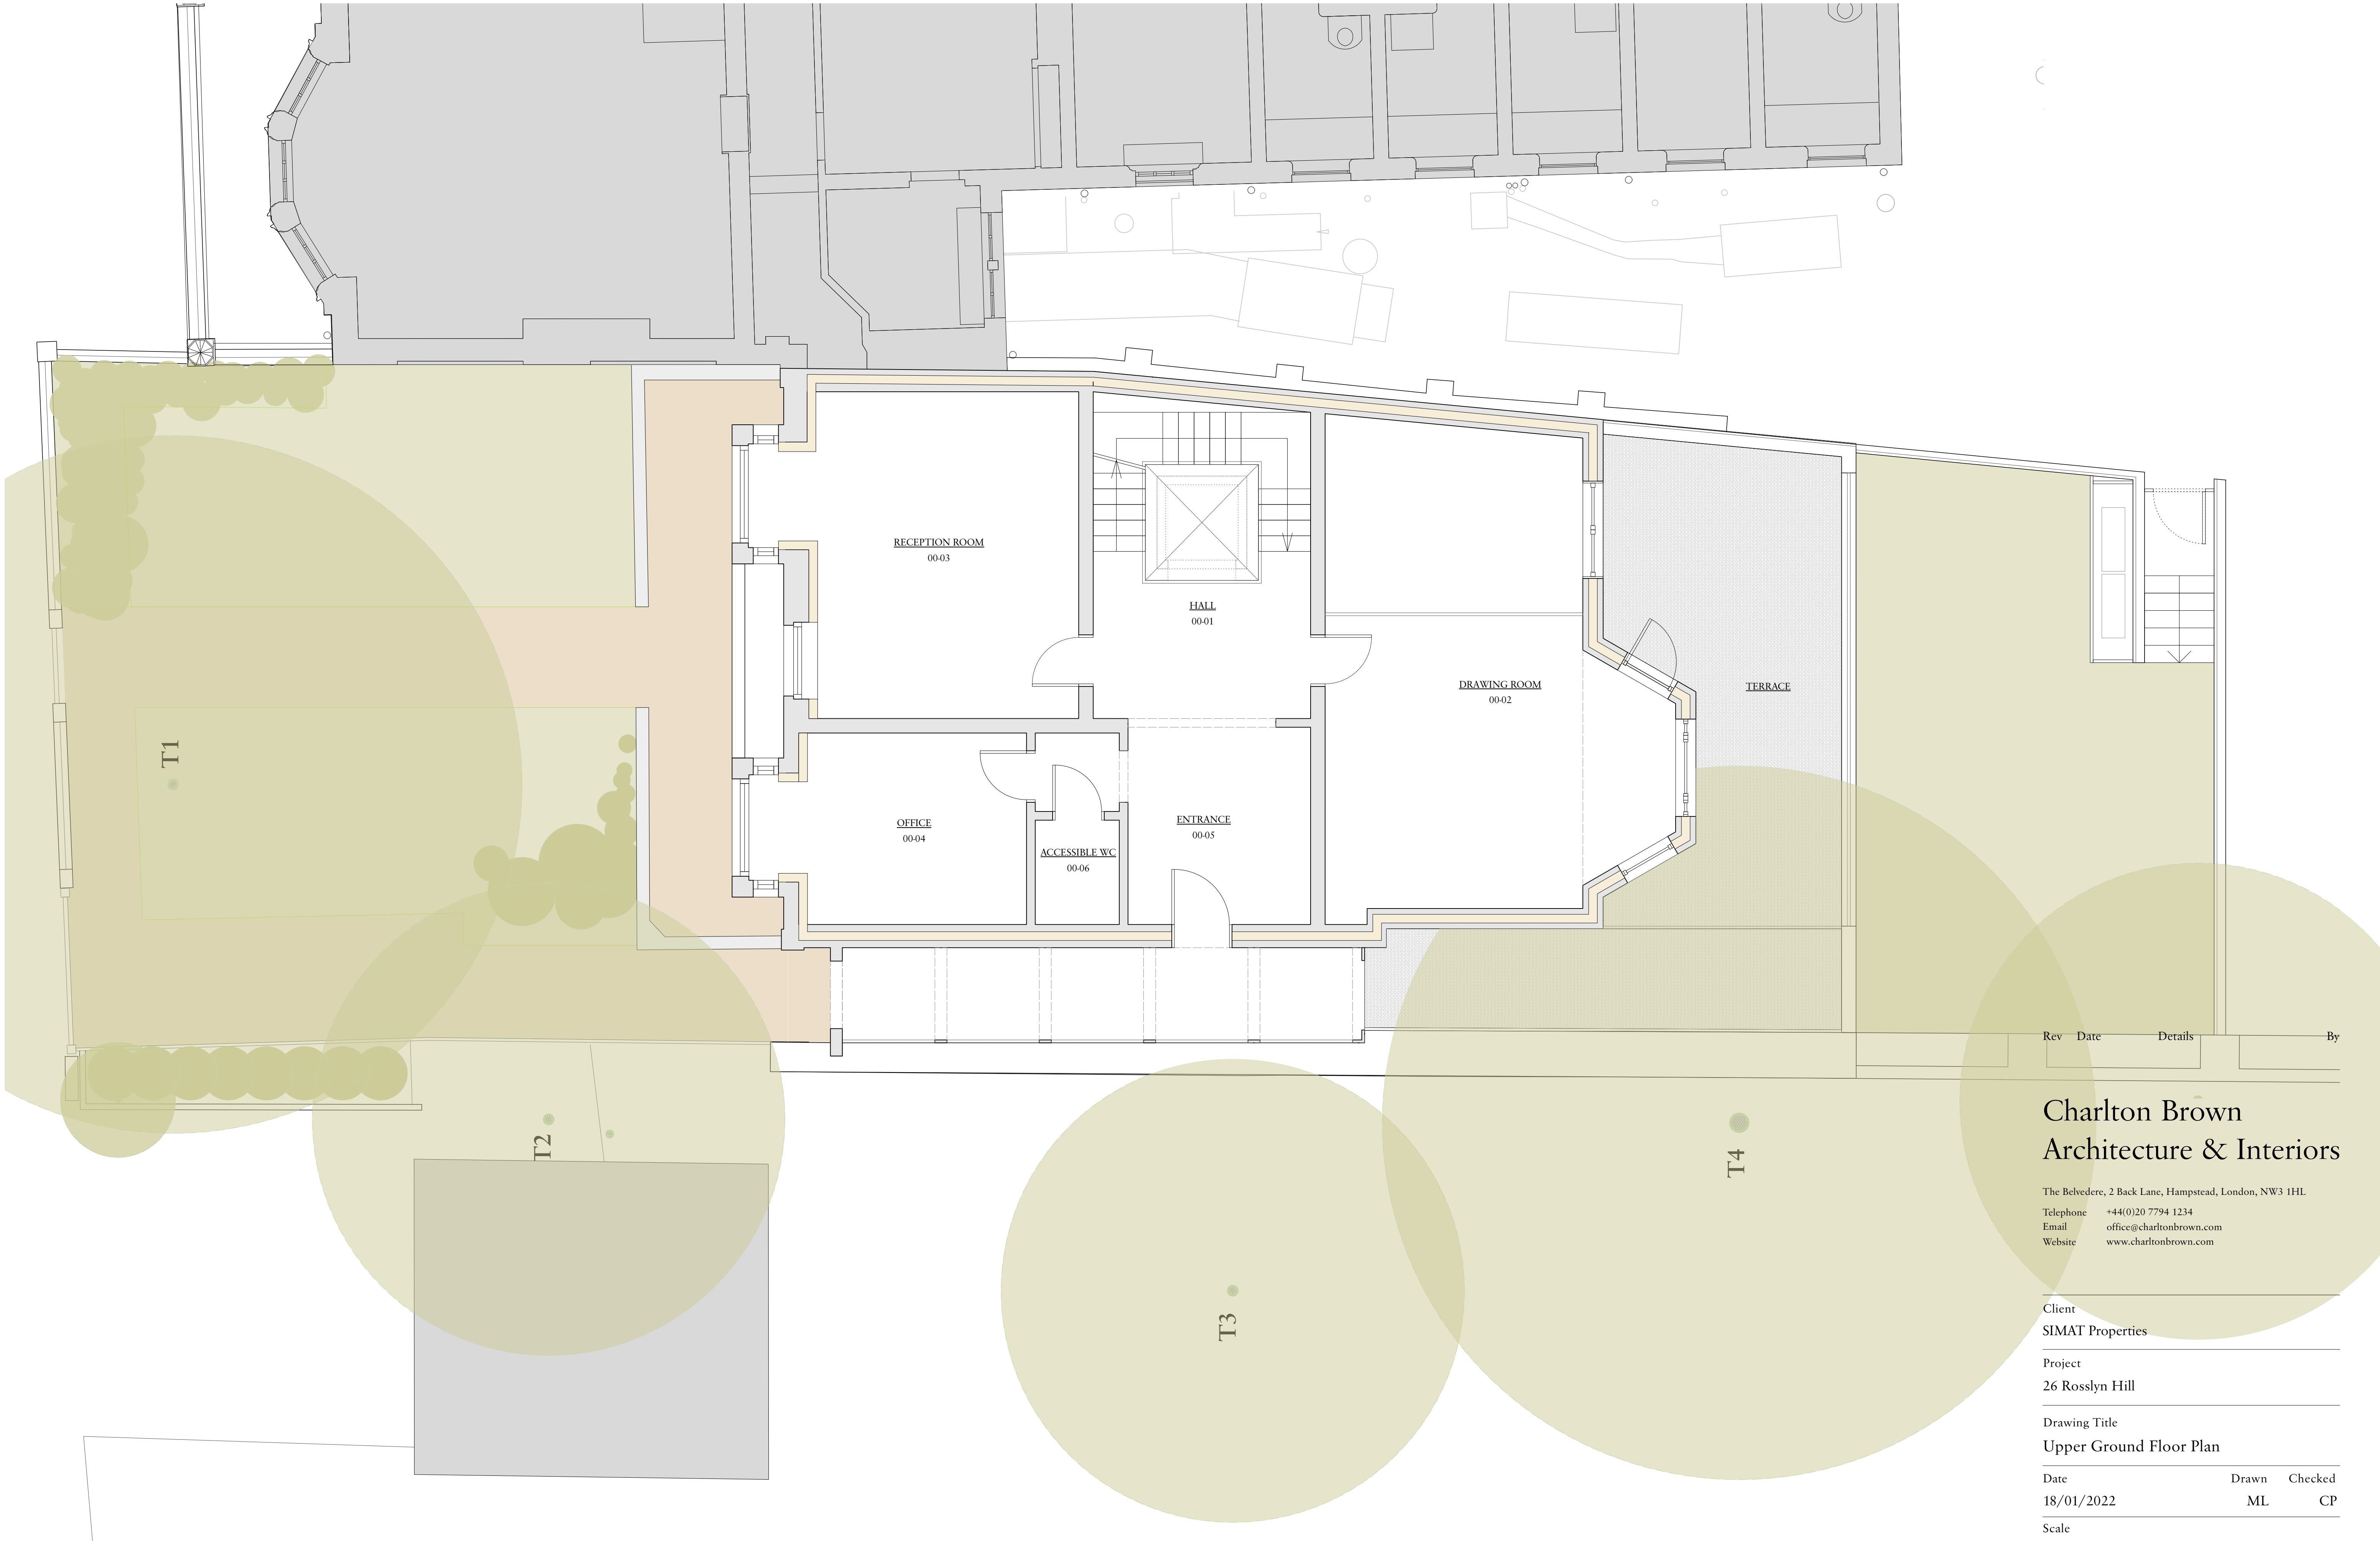 RECEPTION ROOM
00-03
HALL
00-01
DRAWING ROOM
00-02
TERRACE
OFFICE
00-04
ACCESSIBLE WC
00-06
ENTRANCE
00-05
T1
T2
T3
T4
Rev Date Details By
Charlton Brown
Architecture & Interiors
The Belvedere, 2 Back Lane, Hampstead, London, NW3 1HL
Telephone +44(0)20 7794 1234
Email office@charltonbrown.com
Website www.charltonbrown.com
Client
SIMAT Properties
Project
26 Rosslyn Hill
Drawing Title
Upper Ground Floor Plan
Date Drawn Checked
18/01/2022 ML CP
Scale